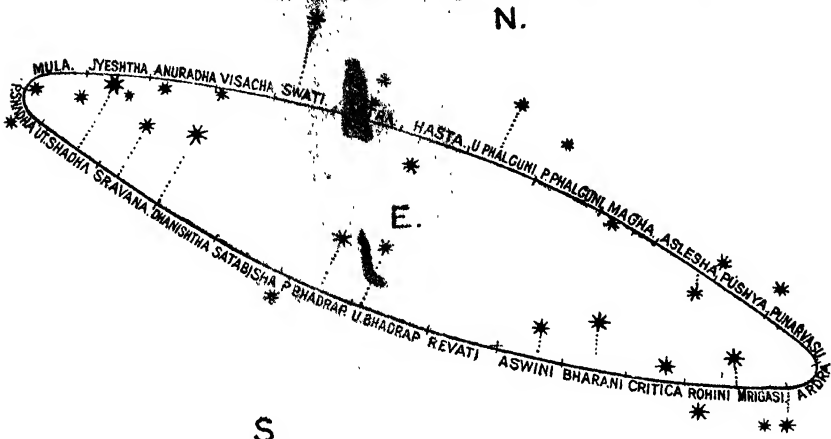 N.
MULA. JYESHTHA ANURADHA VISACHA SWATI HASTA, U PHALGUNI, P. PHALGUNI, MAGHA, ASLESHA, PUSHYA, PUNARVASU, ARDRA
UT. SHADHA SRAVANA. DHANISHTHA SATABISHA P. BHADRAP. U. BHADRAP REVATI ASWINI BHARANI CRITICA ROHINI MRIGASI.
E.
S